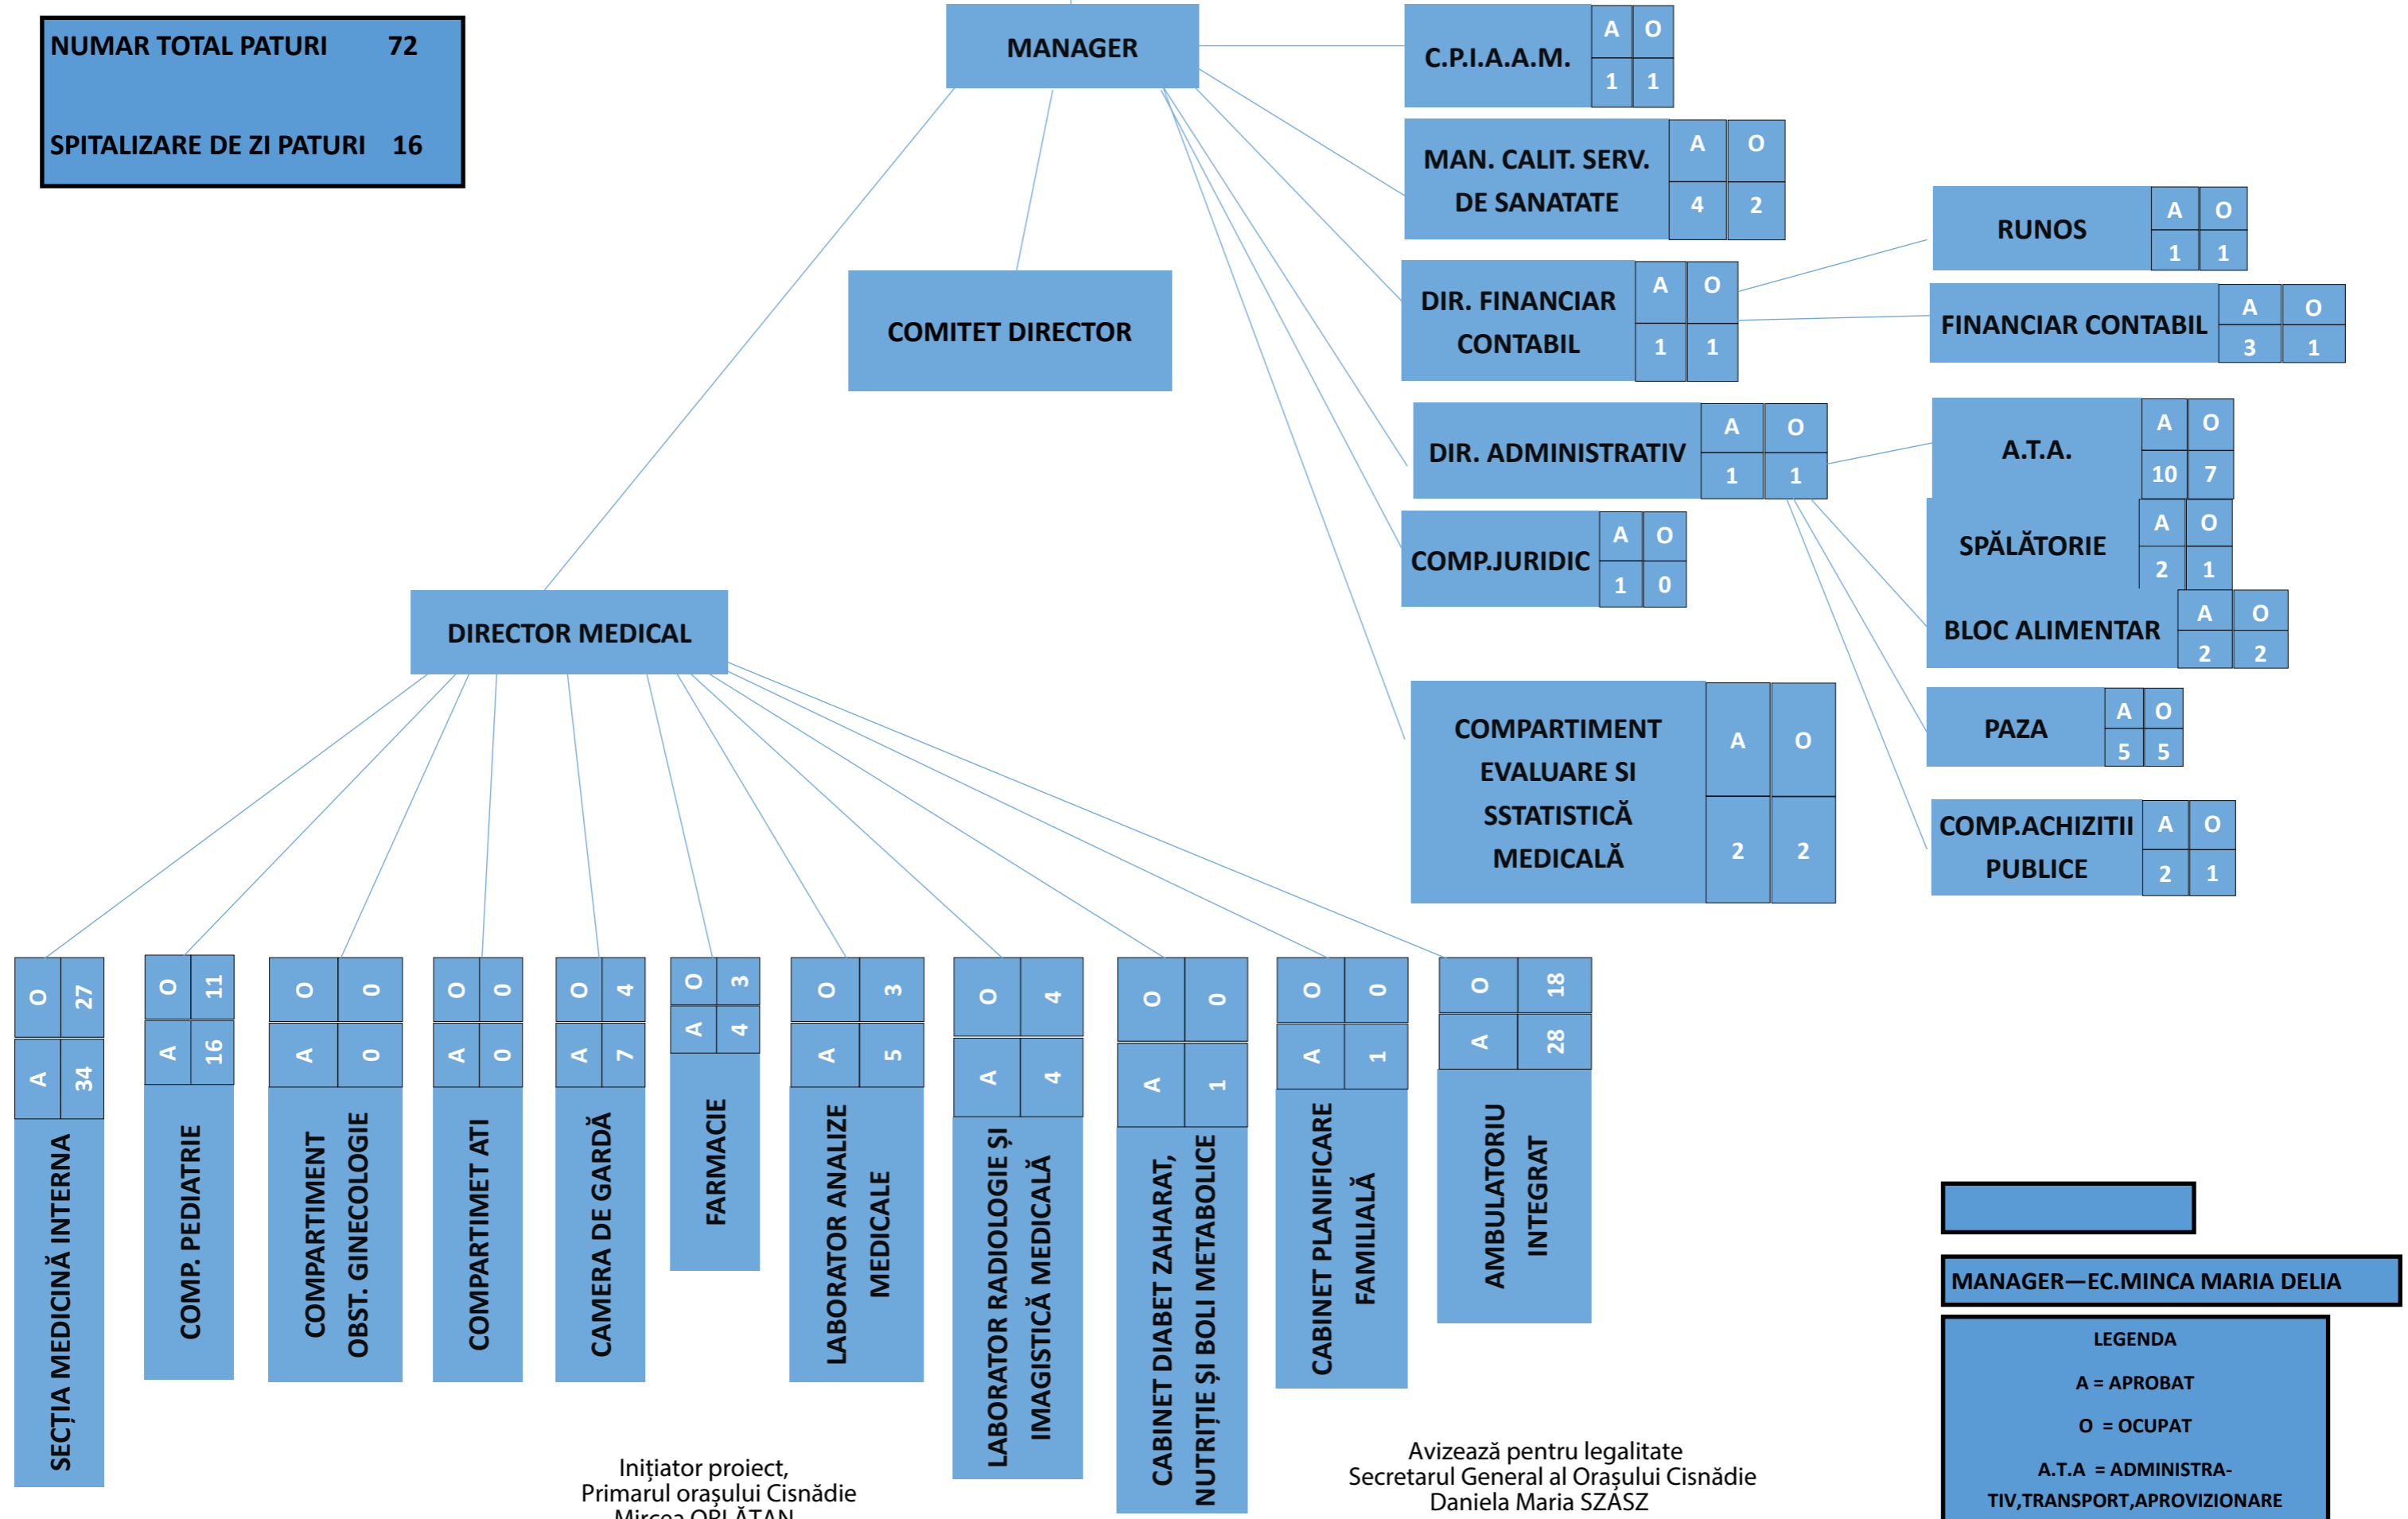 NUMAR TOTAL PATURI 72
SPITALIZARE DE ZI PATURI 16
MANAGER
C.P.I.A.A.M.
A O
1 1
MAN. CALIT. SERV.
DE SANATATE
A O
4 2
DIR. FINANCIAR
CONTABIL
A O
1 1
RUNOS
A O
1 1
FINANCIAR CONTABIL
A O
3 1
COMITET DIRECTOR
DIR. ADMINISTRATIV
A O
1 1
A.T.A.
A O
10 7
SPĂLĂTORIE
A O
2 1
BLOC ALIMENTAR
A O
2 2
PAZA
A O
5 5
COMP.ACHIZITII
PUBLICE
A O
2 1
COMP.JURIDIC
A O
1 0
COMPARTIMENT
EVALUARE SI
SSTATISTICĂ
MEDICALĂ
A O
2 2
DIRECTOR MEDICAL
SECȚIA MEDICINĂ INTERNA
A O
34 27
COMP. PEDIATRIE
A O
16 11
COMPARTIMENT
OBST. GINECOLOGIE
A O
0 0
COMPARTIMET ATI
A O
0 0
CAMERA DE GARDĂ
A O
7 4
FARMACIE
A O
4 3
LABORATOR ANALIZE
MEDICALE
A O
5 3
LABORATOR RADIOLOGIE ȘI
IMAGISTICĂ MEDICALĂ
A O
4 4
CABINET DIABET ZAHARAT,
NUTRIȚIE ȘI BOLI METABOLICE
A O
1 0
CABINET PLANIFICARE
FAMILIALĂ
A O
1 0
AMBULATORIU
INTEGRAT
A O
28 18
MANAGER—EC.MINCA MARIA DELIA
LEGENDA
A = APROBAT
O = OCUPAT
A.T.A = ADMINISTRA-
TIV,TRANSPORT,APROVIZIONARE
Inițiator proiect,
Primarul orașului Cisnădie
Mircea ORLĂȚAN
Avizează pentru legalitate
Secretarul General al Orașului Cisnădie
Daniela Maria SZASZ